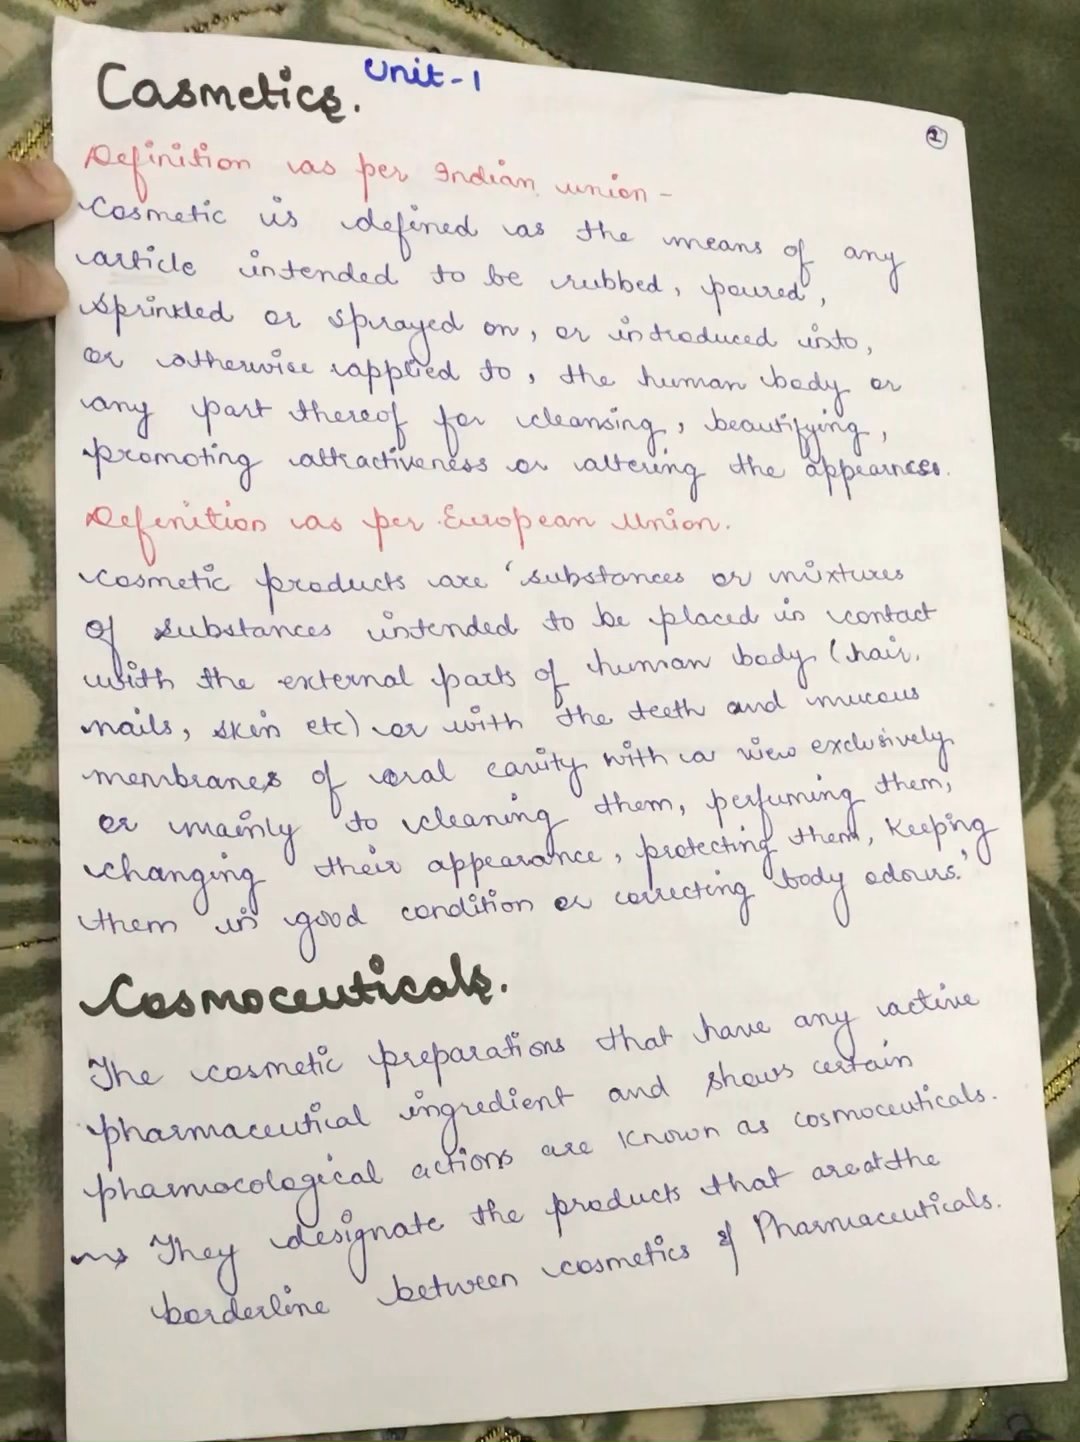 Unit-1
Cosmetics.
1
Definition as per Indian union -
Cosmetic is defined as the means of any
article intended to be rubbed, poured,
sprinkled or sprayed on, or introduced into,
or otherwise applied to, the human body or
any part thereof for cleansing, beautifying,
promoting attractiveness or altering the
Definition as per European Union.
Cosmetic products are 'substances or mixtures
of substances intended to be placed in contact
with the external parts of human body (hair,
nails, skin etc) or with the teeth and mucous
membranes of oral cavity with a view exclusively
or mainly to cleaning them, perfuming them,
changing their appearance, protecting them, keeping
them in good condition or correcting body odours.'
Cosmoceuticals.
The cosmetic preparations that have any active
pharmaceutical ingredient and shows certain
pharmocological actions are known as cosmoceuticals.
~> They designate the products that are at the
borderline between cosmetics & Pharmaceuticals.